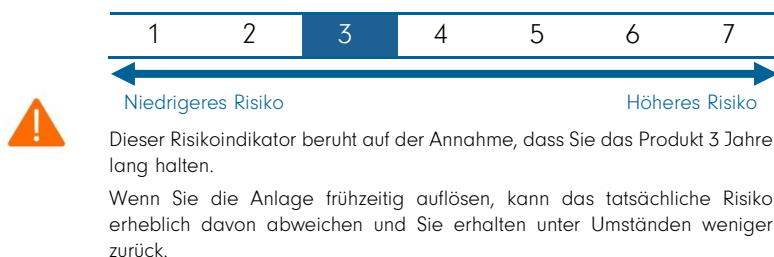 1 2 3 4 5 6 7
Niedrigeres Risiko Höheres Risiko
Dieser Risikoindikator beruht auf der Annahme, dass Sie das Produkt 3 Jahre
lang halten.
Wenn Sie die Anlage frühzeitig auflösen, kann das tatsächliche Risiko
erheblich davon abweichen und Sie erhalten unter Umständen weniger
zurück.